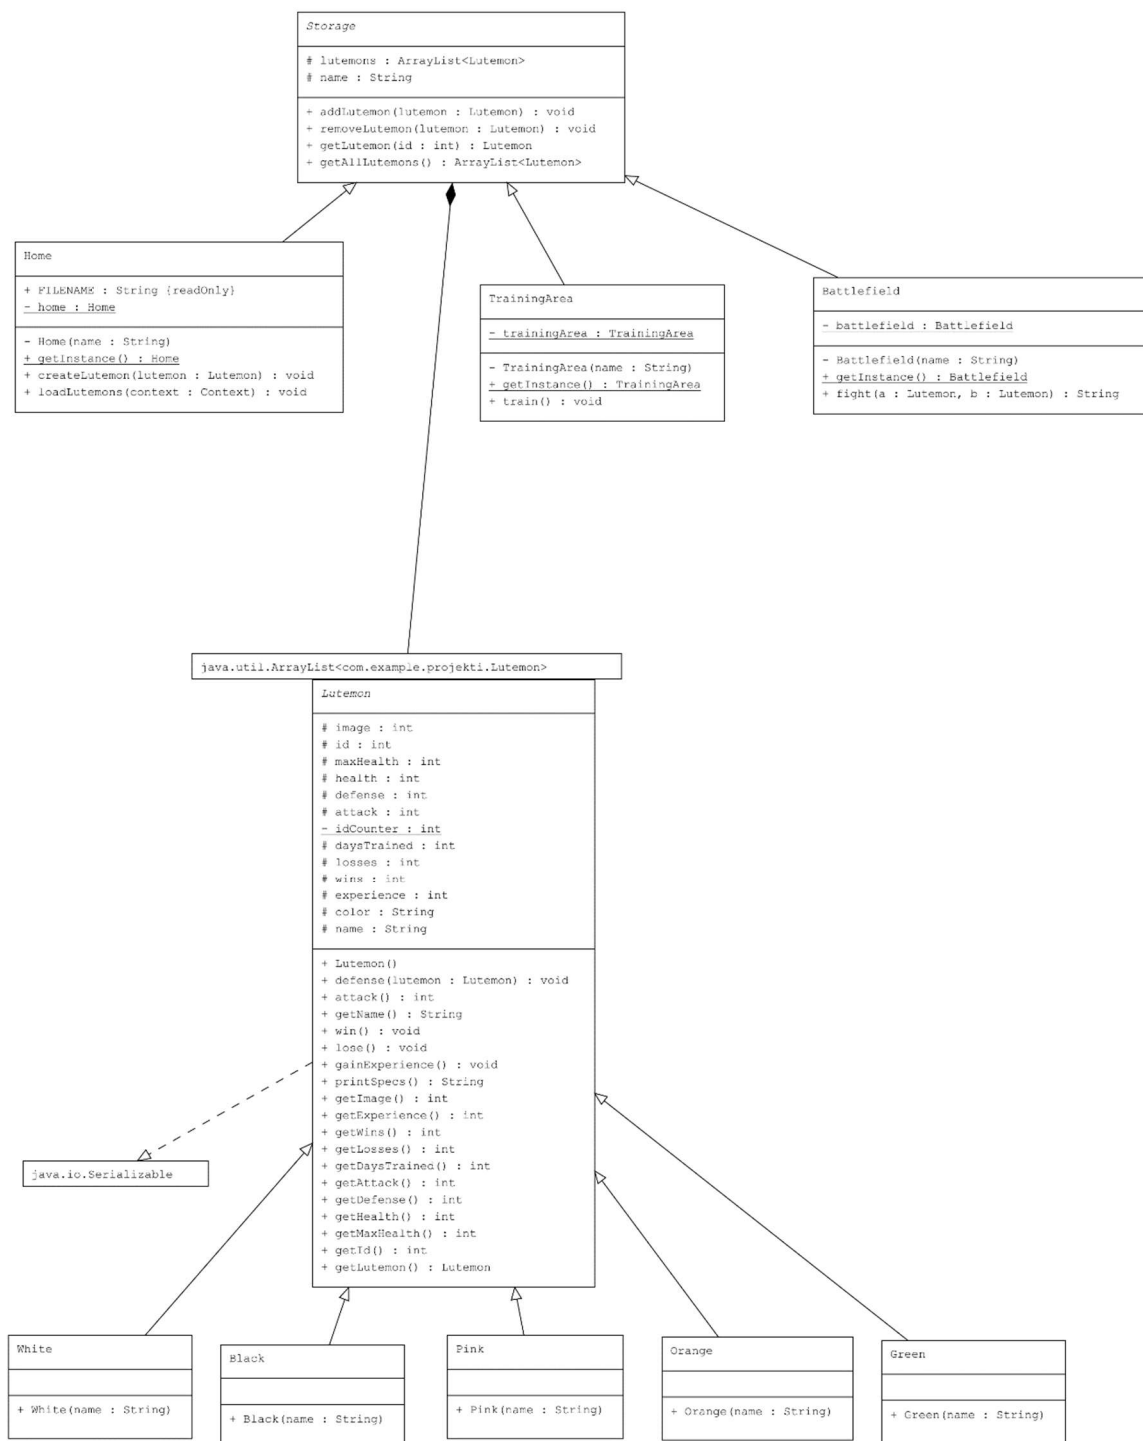 Storage
# lutemons : ArrayList<Lutemon>
# name : String
+ addLutemon(lutemon : Lutemon) : void
+ removeLutemon(lutemon : Lutemon) : void
+ getLutemon(id : int) : Lutemon
+ getAllLutemons() : ArrayList<Lutemon>
Home
+ FILENAME : String {readOnly}
- home : Home
- Home(name : String)
+ getInstance() : Home
+ createLutemon(lutemon : Lutemon) : void
+ loadLutemons(context : Context) : void
TrainingArea
- trainingArea : TrainingArea
- TrainingArea(name : String)
+ getInstance() : TrainingArea
+ train() : void
Battlefield
- battlefield : Battlefield
- Battlefield(name : String)
+ getInstance() : Battlefield
+ fight(a : Lutemon, b : Lutemon) : String
java.util.ArrayList<com.example.projekti.Lutemon>
Lutemon
# image : int
# id : int
# maxHealth : int
# health : int
# defense : int
# attack : int
- idCounter : int
# daysTrained : int
# losses : int
# wins : int
# experience : int
# color : String
# name : String
+ Lutemon()
+ defense(lutemon : Lutemon) : void
+ attack() : int
+ getName() : String
+ win() : void
+ lose() : void
+ gainExperience() : void
+ printSpecs() : String
+ getImage() : int
+ getExperience() : int
+ getWins() : int
+ getLosses() : int
+ getDaysTrained() : int
+ getAttack() : int
+ getDefense() : int
+ getHealth() : int
+ getMaxHealth() : int
+ getId() : int
+ getLutemon() : Lutemon
java.io.Serializable
White
+ White(name : String)
Black
+ Black(name : String)
Pink
+ Pink(name : String)
Orange
+ Orange(name : String)
Green
+ Green(name : String)